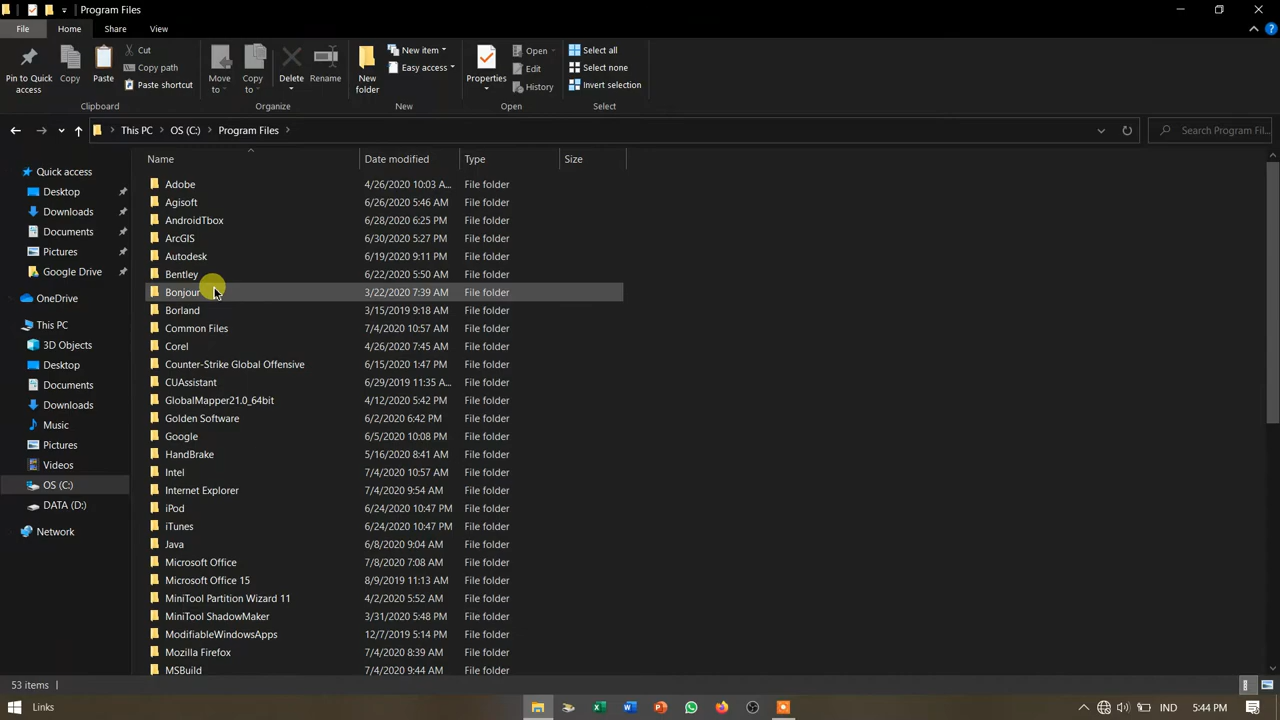 Program Files
File Home Share View
Pin to Quick access
Copy
Paste
Cut
Copy path
Paste shortcut
Clipboard
Move to
Copy to
Delete
Rename
Organize
New folder
New item
Easy access
New
Properties
Open
Edit
History
Open
Select all
Select none
Invert selection
Select
This PC > OS (C:) > Program Files >
Search Program Fil...
Name Date modified Type Size
Quick access
Desktop
Downloads
Documents
Pictures
Google Drive
OneDrive
This PC
3D Objects
Desktop
Documents
Downloads
Music
Pictures
Videos
OS (C:)
DATA (D:)
Network
Adobe 4/26/2020 10:03 A... File folder
Agisoft 6/26/2020 5:46 AM File folder
AndroidTbox 6/28/2020 6:25 PM File folder
ArcGIS 6/30/2020 5:27 PM File folder
Autodesk 6/19/2020 9:11 PM File folder
Bentley 6/22/2020 5:50 AM File folder
Bonjour 3/22/2020 7:39 AM File folder
Borland 3/15/2019 9:18 AM File folder
Common Files 7/4/2020 10:57 AM File folder
Corel 4/26/2020 7:45 AM File folder
Counter-Strike Global Offensive 6/15/2020 1:47 PM File folder
CUAssistant 6/29/2019 11:35 A... File folder
GlobalMapper21.0_64bit 4/12/2020 5:42 PM File folder
Golden Software 6/2/2020 6:42 PM File folder
Google 6/5/2020 10:08 PM File folder
HandBrake 5/16/2020 8:41 AM File folder
Intel 7/4/2020 10:57 AM File folder
Internet Explorer 7/4/2020 9:54 AM File folder
iPod 6/24/2020 10:47 PM File folder
iTunes 6/24/2020 10:47 PM File folder
Java 6/8/2020 9:04 AM File folder
Microsoft Office 7/8/2020 7:08 AM File folder
Microsoft Office 15 8/9/2019 11:13 AM File folder
MiniTool Partition Wizard 11 4/2/2020 5:52 AM File folder
MiniTool ShadowMaker 3/31/2020 5:48 PM File folder
ModifiableWindowsApps 12/7/2019 5:14 PM File folder
Mozilla Firefox 7/4/2020 8:39 AM File folder
MSBuild 7/4/2020 9:44 AM File folder
53 items
Links IND 5:44 PM